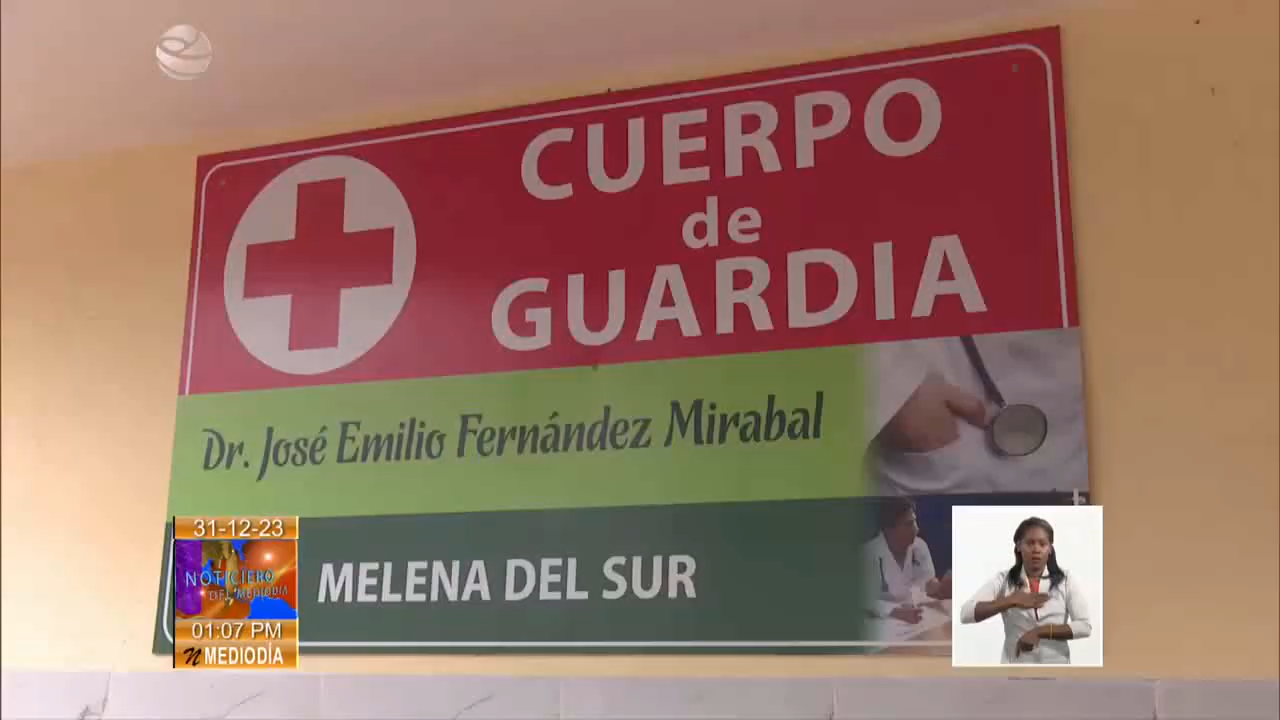 CUERPO
de
GUARDIA
Dr. José Emilio Fernández Mirabal
MELENA DEL SUR
31-12-23
NOTICIERO
DEL MEDIODIA
01:07 PM
N MEDIODÍA